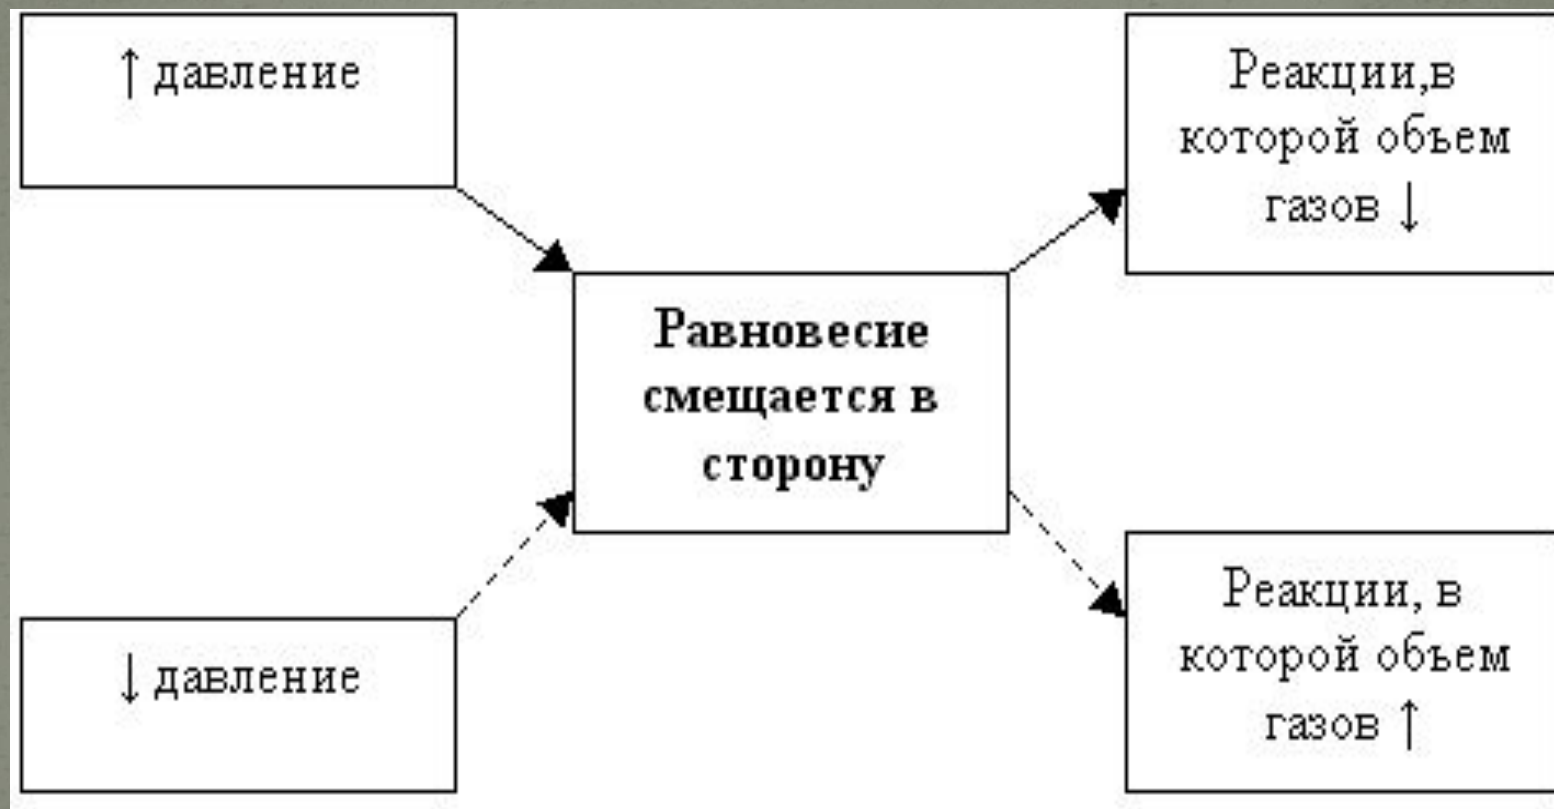 ↑ давление
Реакции,в
которой объем
газов ↓
Равновесие
смещается в
сторону
↓ давление
Реакции, в
которой объем
газов ↑